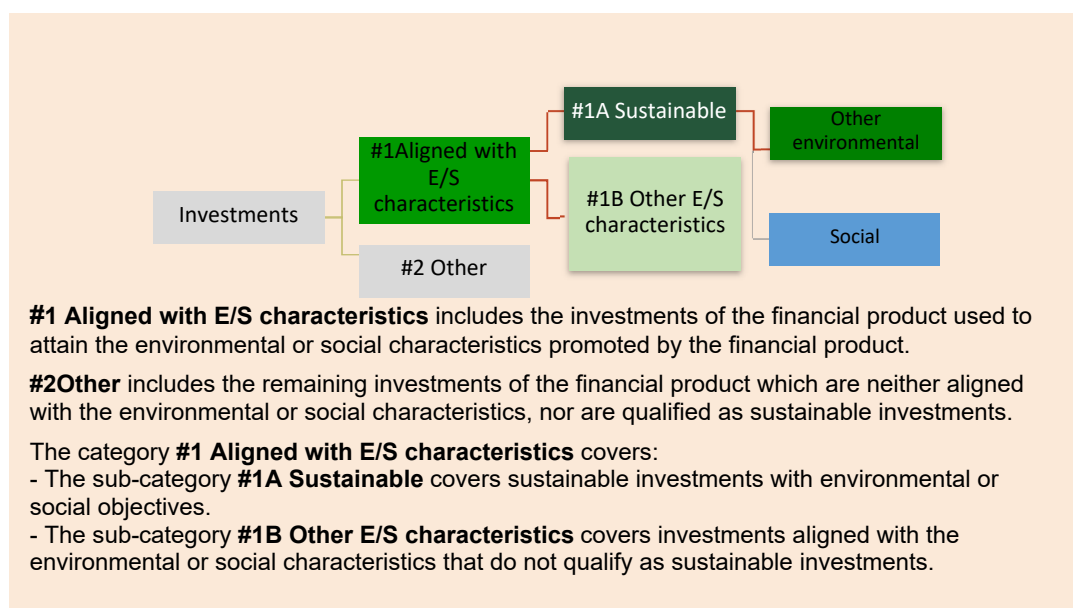 #1A Sustainable
Other
environmental
#1Aligned with
E/S
characteristics
#1B Other E/S
characteristics
Investments
Social
#2 Other
#1 Aligned with E/S characteristics includes the investments of the financial product used to
attain the environmental or social characteristics promoted by the financial product.
#2Other includes the remaining investments of the financial product which are neither aligned
with the environmental or social characteristics, nor are qualified as sustainable investments.
The category #1 Aligned with E/S characteristics covers:
- The sub-category #1A Sustainable covers sustainable investments with environmental or
social objectives.
- The sub-category #1B Other E/S characteristics covers investments aligned with the
environmental or social characteristics that do not qualify as sustainable investments.